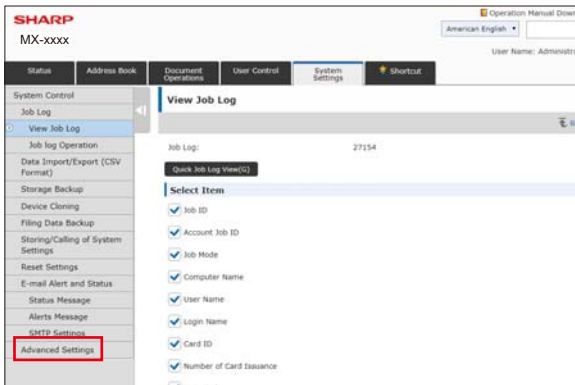 SHARP
MX-xxxx
Operation Manual Down
American English
User Name: Administr
Status
Address Book
Document Operations
User Control
System Settings
Shortcut
System Control
Job Log
View Job Log
Job log Operation
Data Import/Export (CSV
Format)
Storage Backup
Device Cloning
Filing Data Backup
Storing/Calling of System
Settings
Reset Settings
E-mail Alert and Status
Status Message
Alerts Message
SMTP Settings
Advanced Settings
View Job Log
Job Log:
27154
Quick Job Log View(G)
Select Item
Job ID
Account Job ID
Job Mode
Computer Name
User Name
Login Name
Card ID
Number of Card Issuance